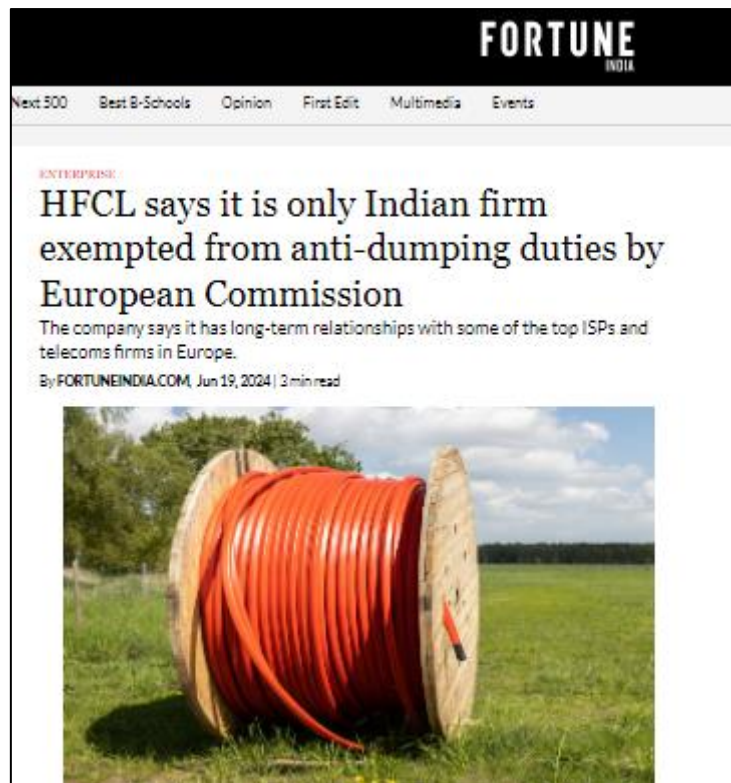 FORTUNE
INDIA
Next 500 Best B-Schools Opinion First Edit Multimedia Events
ENTERPRISE
HFCL says it is only Indian firm
exempted from anti-dumping duties by
European Commission
The company says it has long-term relationships with some of the top ISPs and
telecoms firms in Europe.
By FORTUNEINDIA.COM, Jun 19, 2024 | 3 min read